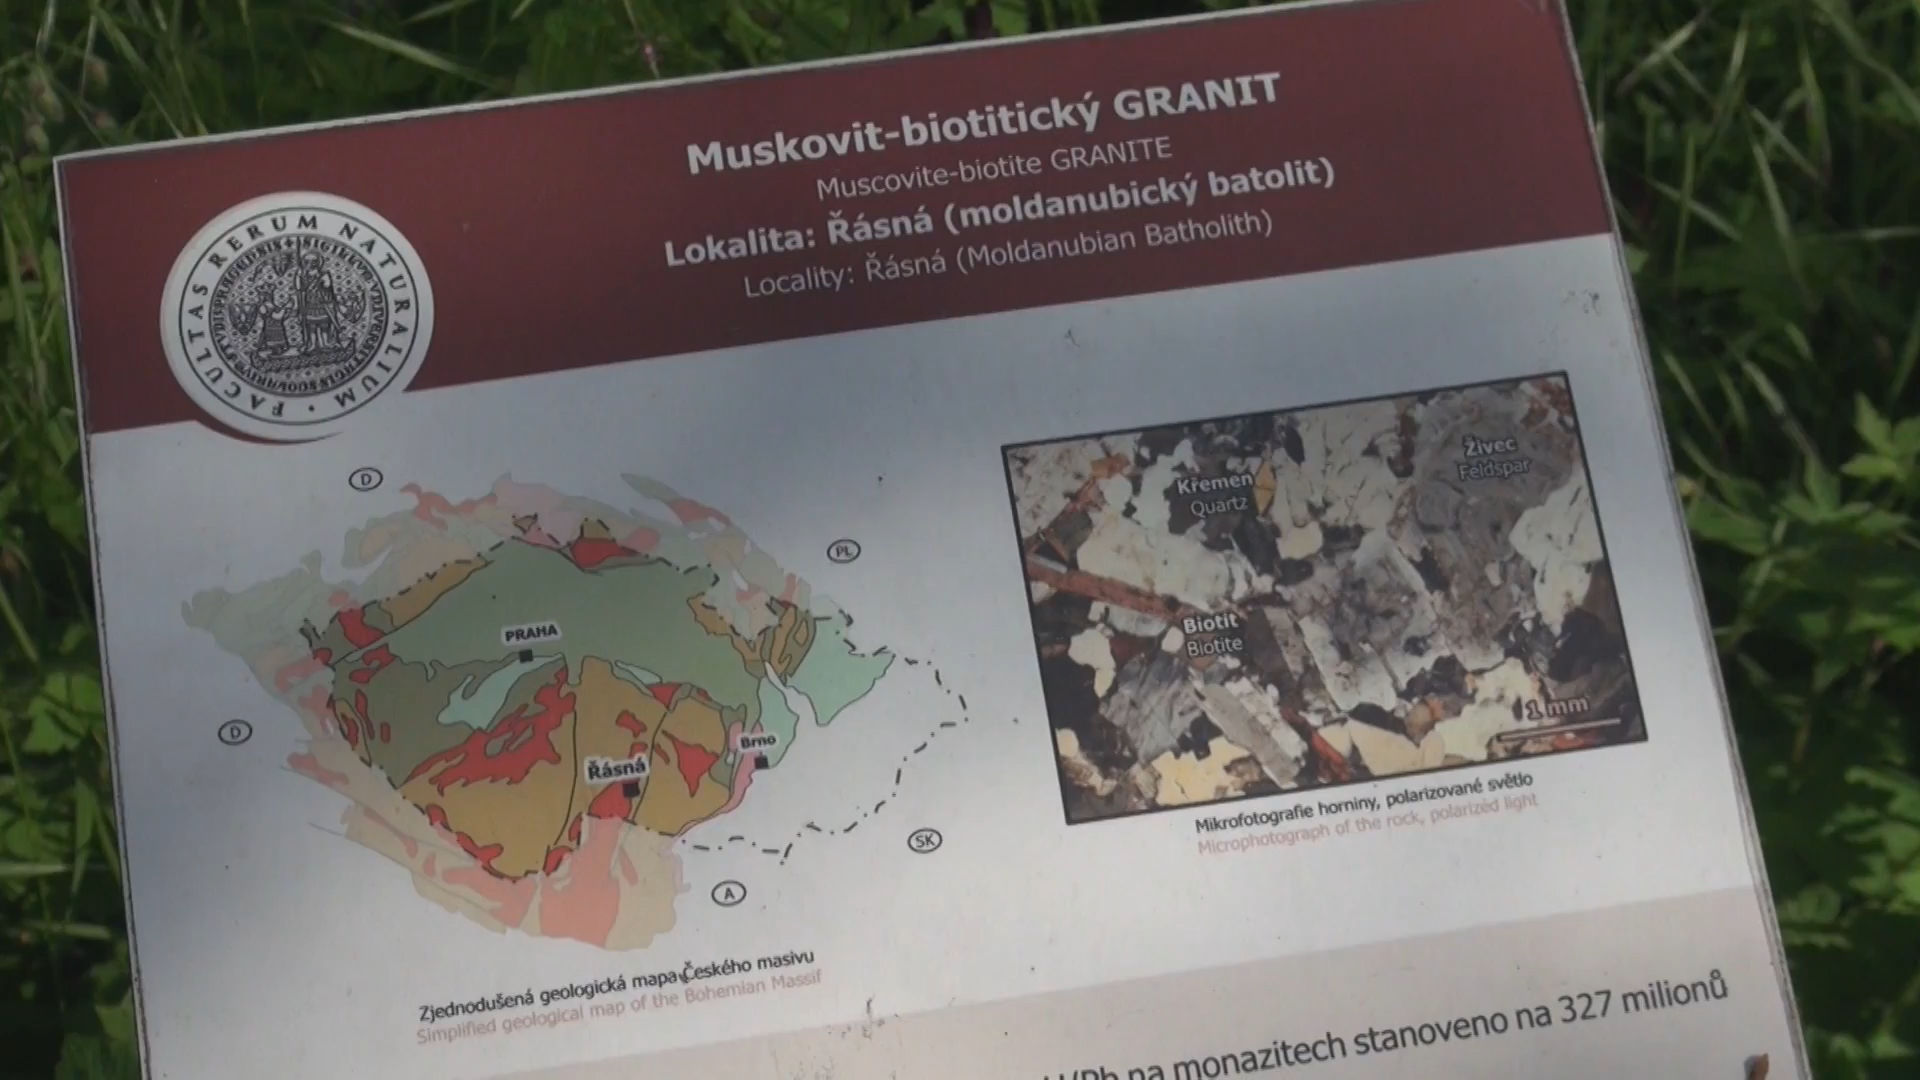 Muskovit-biotitický GRANIT
Muscovite-biotite GRANITE
Lokalita: Řásná (moldanubický batolit)
Locality: Řásná (Moldanubian Batholith)
FACULTAS RERUM NATURALIUM
D
PL
PRAHA
D
Řásná
Brno
SK
A
Zjednodušená geologická mapa Českého masivu
Simplified geological map of the Bohemian Massif
Živec
Feldspar
Křemen
Quartz
Biotit
Biotite
1 mm
Mikrofotografie horniny, polarizované světlo
Microphotograph of the rock, polarized light
na monazitech stanoveno na 327 milionů